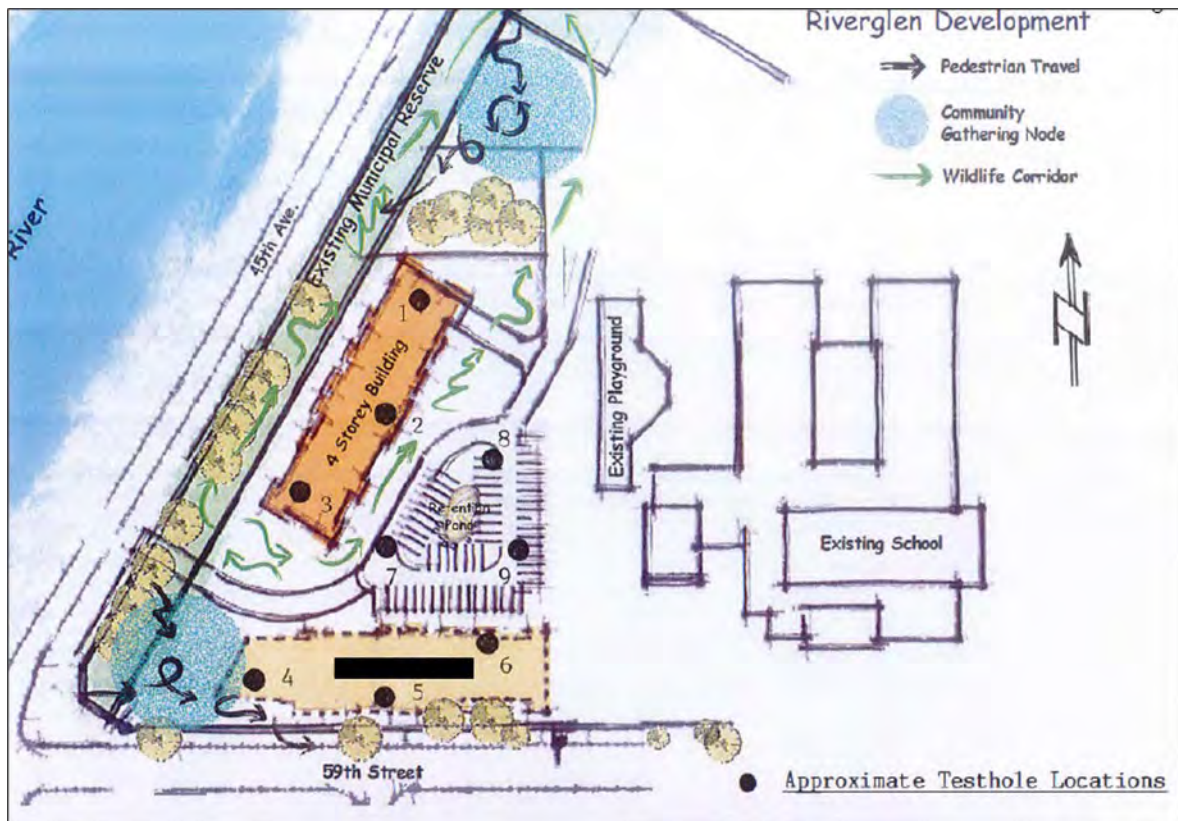 Riverglen Development
Pedestrian Travel
Community
Gathering Node
Wildlife Corridor
River
45th Ave.
Existing Municipal Reserve
1
4 Storey Building
2
3
8
Retention
Pond
7
9
Existing Playground
Existing School
6
4
5
59th Street
Approximate Testhole Locations